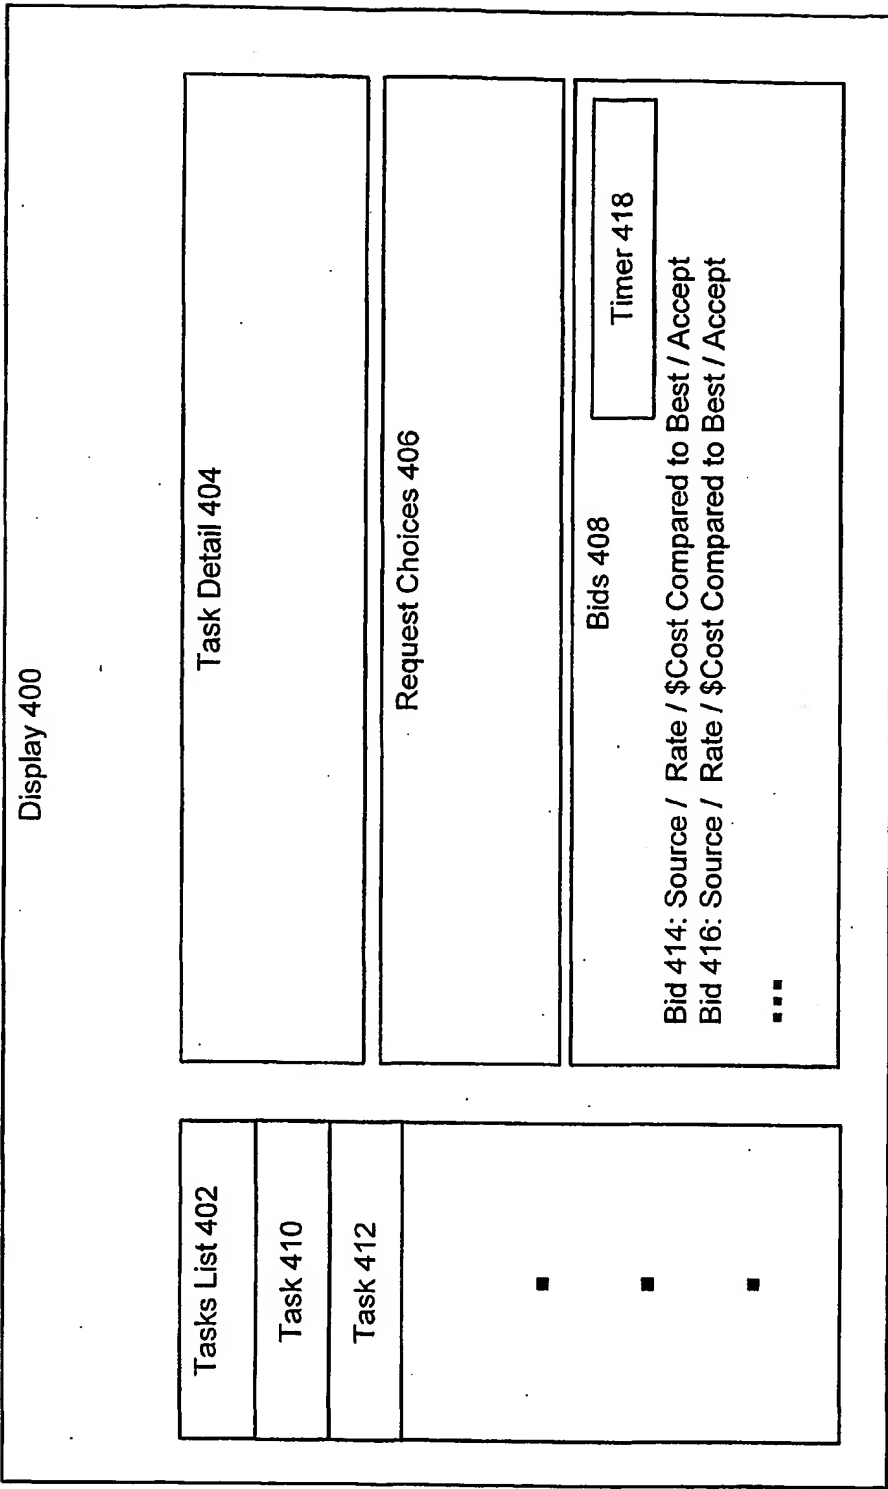 Display 400
Tasks List 402
Task 410
Task 412
Task Detail 404
Request Choices 406
Bids 408
Timer 418
Bid 414: Source / Rate / $Cost Compared to Best / Accept
Bid 416: Source / Rate / $Cost Compared to Best / Accept